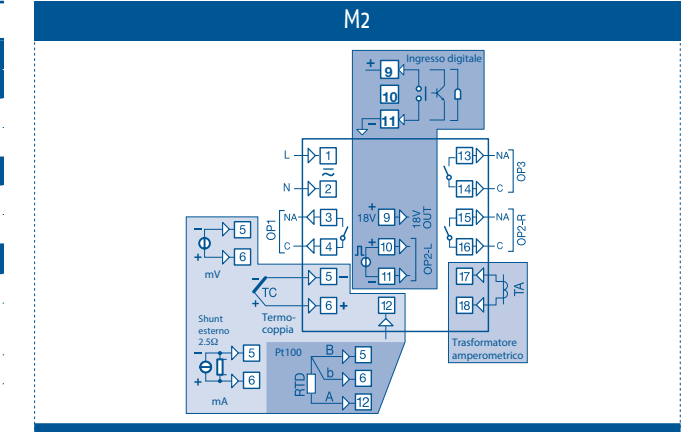 M2
Ingresso digitale
+ 9
10
− 11
L 1
N 2
NA 3
C 4
OP1
+
18V 9
18V
OUT
+ 10
− 11
OP2-L
13 NA
14 C
OP3
15 NA
16 C
OP2-R
17
18
TA
Trasformatore
amperometrico
− 5
+ 6
mV
− 5 −
TC
+ 6 +
Termo-
coppia
12
Shunt
esterno
2.5Ω
− 5
+ 6
mA
Pt100
RTD
B 5
b 6
A 12